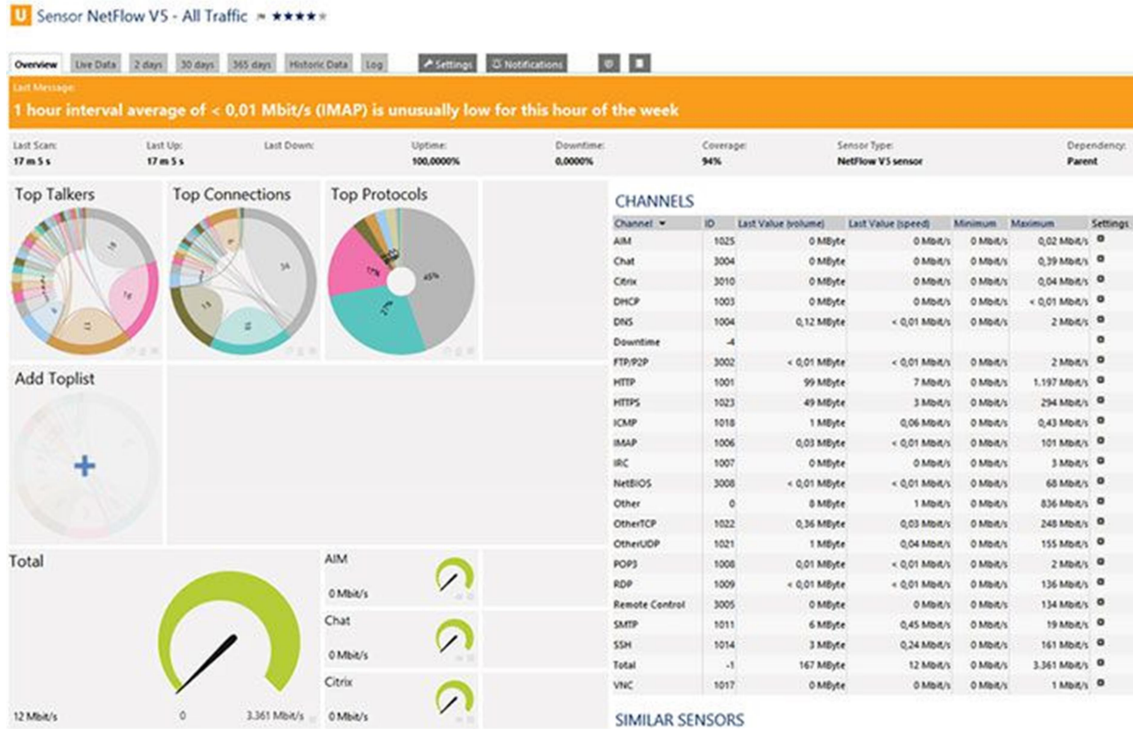 U Sensor NetFlow V5 - All Traffic
Overview Live Data 2 days 30 days 365 days Historic Data Log Settings Notifications
Last Message:
1 hour interval average of < 0,01 Mbit/s (IMAP) is unusually low for this hour of the week
Last Scan: Last Up: Last Down: Uptime: Downtime: Coverage: Sensor Type: Dependency:
17 m 5 s 17 m 5 s 100,0000% 0,0000% 94% NetFlow V5 sensor Parent
Top Talkers Top Connections Top Protocols
45%
27%
17%
34
Add Toplist
Total
12 Mbit/s 0 3.361 Mbit/s
AIM
0 Mbit/s
Chat
0 Mbit/s
Citrix
0 Mbit/s
CHANNELS
Channel ID Last Value (volume) Last Value (speed) Minimum Maximum Settings
AIM 1025 0 MByte 0 Mbit/s 0 Mbit/s 0,02 Mbit/s
Chat 3004 0 MByte 0 Mbit/s 0 Mbit/s 0,39 Mbit/s
Citrix 3010 0 MByte 0 Mbit/s 0 Mbit/s 0,04 Mbit/s
DHCP 1003 0 MByte 0 Mbit/s 0 Mbit/s < 0,01 Mbit/s
DNS 1004 0,12 MByte < 0,01 Mbit/s 0 Mbit/s 2 Mbit/s
Downtime -4
FTP/P2P 3002 < 0,01 MByte < 0,01 Mbit/s 0 Mbit/s 2 Mbit/s
HTTP 1001 99 MByte 7 Mbit/s 0 Mbit/s 1.197 Mbit/s
HTTPS 1023 49 MByte 3 Mbit/s 0 Mbit/s 294 Mbit/s
ICMP 1018 1 MByte 0,06 Mbit/s 0 Mbit/s 0,43 Mbit/s
IMAP 1006 0,03 MByte < 0,01 Mbit/s 0 Mbit/s 101 Mbit/s
IRC 1007 0 MByte 0 Mbit/s 0 Mbit/s 3 Mbit/s
NetBIOS 3008 < 0,01 MByte < 0,01 Mbit/s 0 Mbit/s 68 Mbit/s
Other 0 8 MByte 1 Mbit/s 0 Mbit/s 836 Mbit/s
OtherTCP 1022 0,36 MByte 0,03 Mbit/s 0 Mbit/s 248 Mbit/s
OtherUDP 1021 1 MByte 0,04 Mbit/s 0 Mbit/s 155 Mbit/s
POP3 1008 0,01 MByte < 0,01 Mbit/s 0 Mbit/s 2 Mbit/s
RDP 1009 < 0,01 MByte < 0,01 Mbit/s 0 Mbit/s 136 Mbit/s
Remote Control 3005 0 MByte 0 Mbit/s 0 Mbit/s 134 Mbit/s
SMTP 1011 6 MByte 0,45 Mbit/s 0 Mbit/s 19 Mbit/s
SSH 1014 3 MByte 0,24 Mbit/s 0 Mbit/s 161 Mbit/s
Total -1 167 MByte 12 Mbit/s 0 Mbit/s 3.361 Mbit/s
VNC 1017 0 MByte 0 Mbit/s 0 Mbit/s 1 Mbit/s
SIMILAR SENSORS